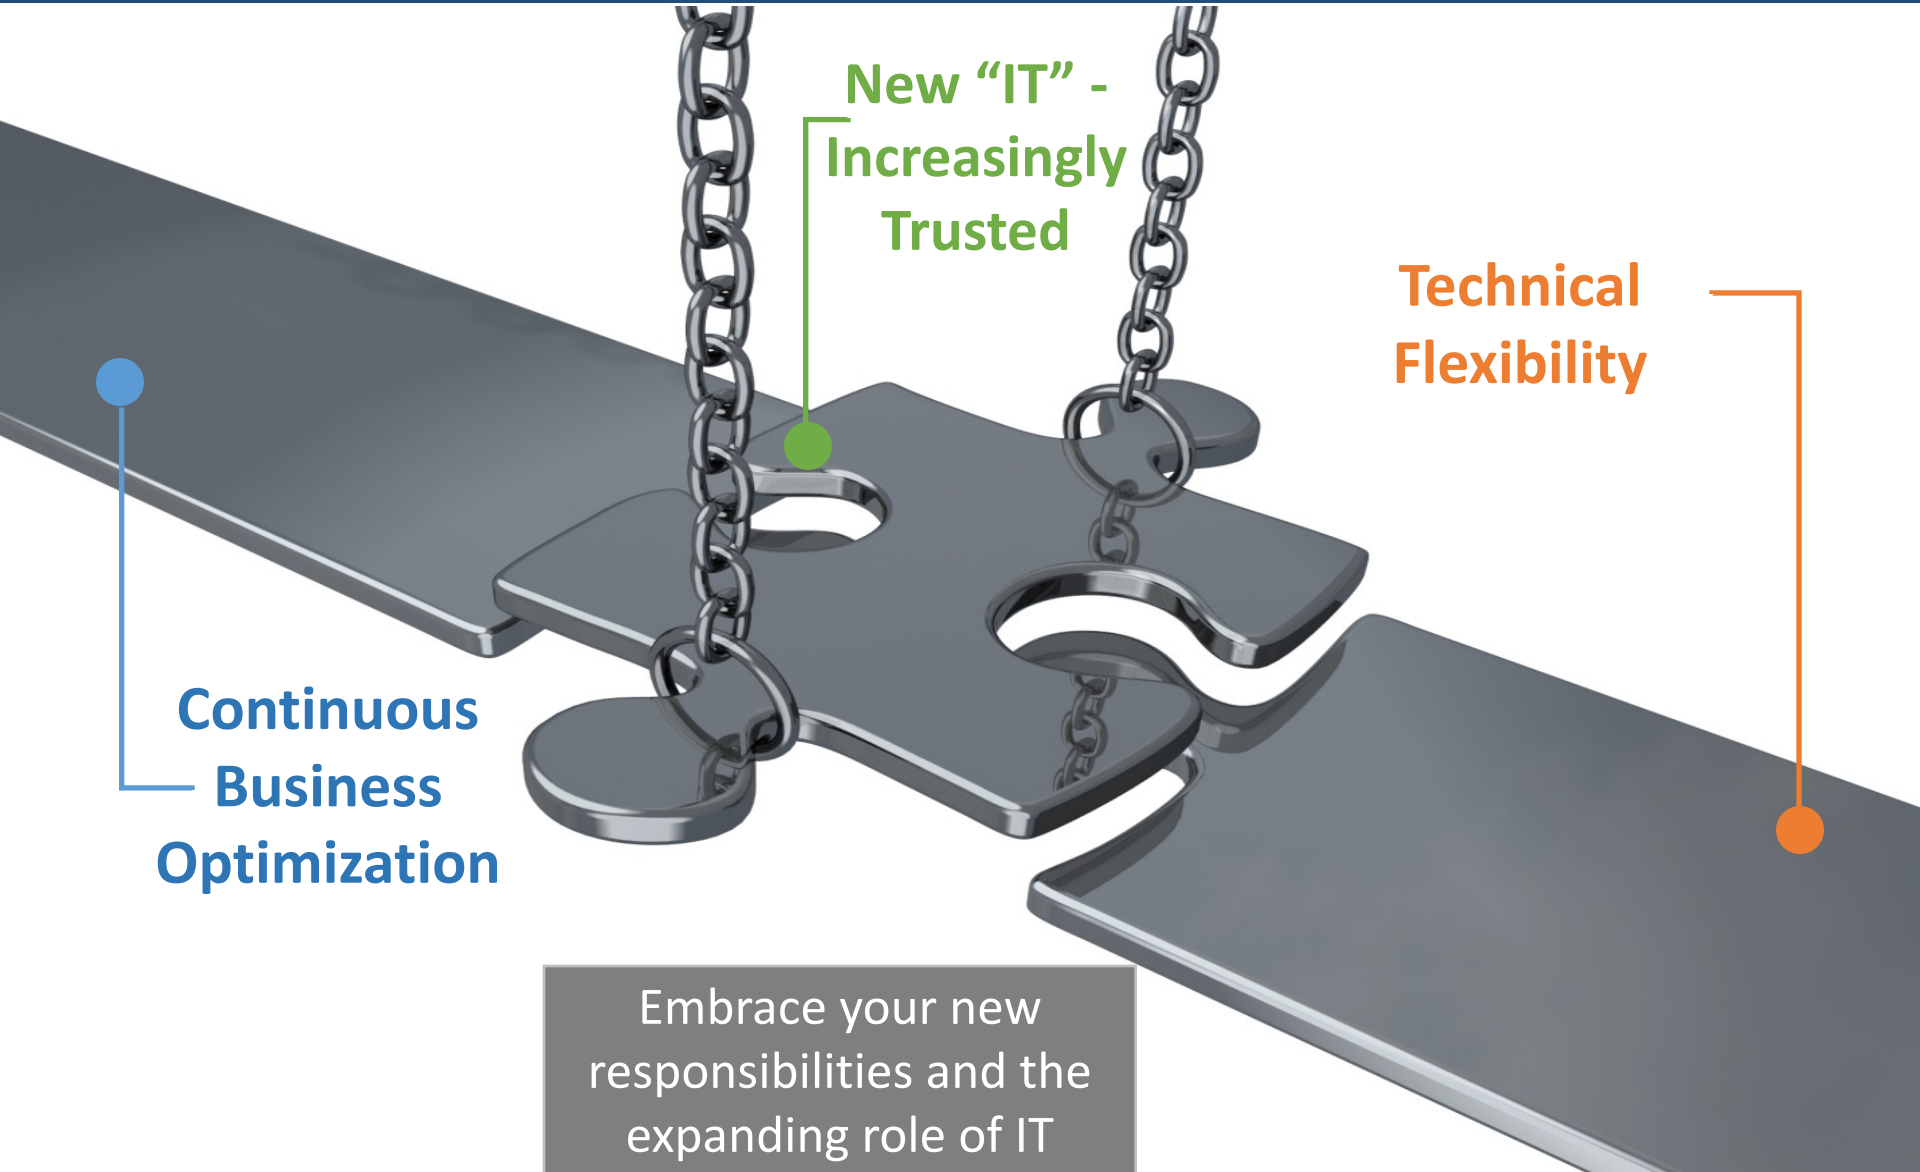 New “IT” -
Increasingly
Trusted
Technical
Flexibility
Continuous
Business
Optimization
Embrace your new
responsibilities and the
expanding role of IT